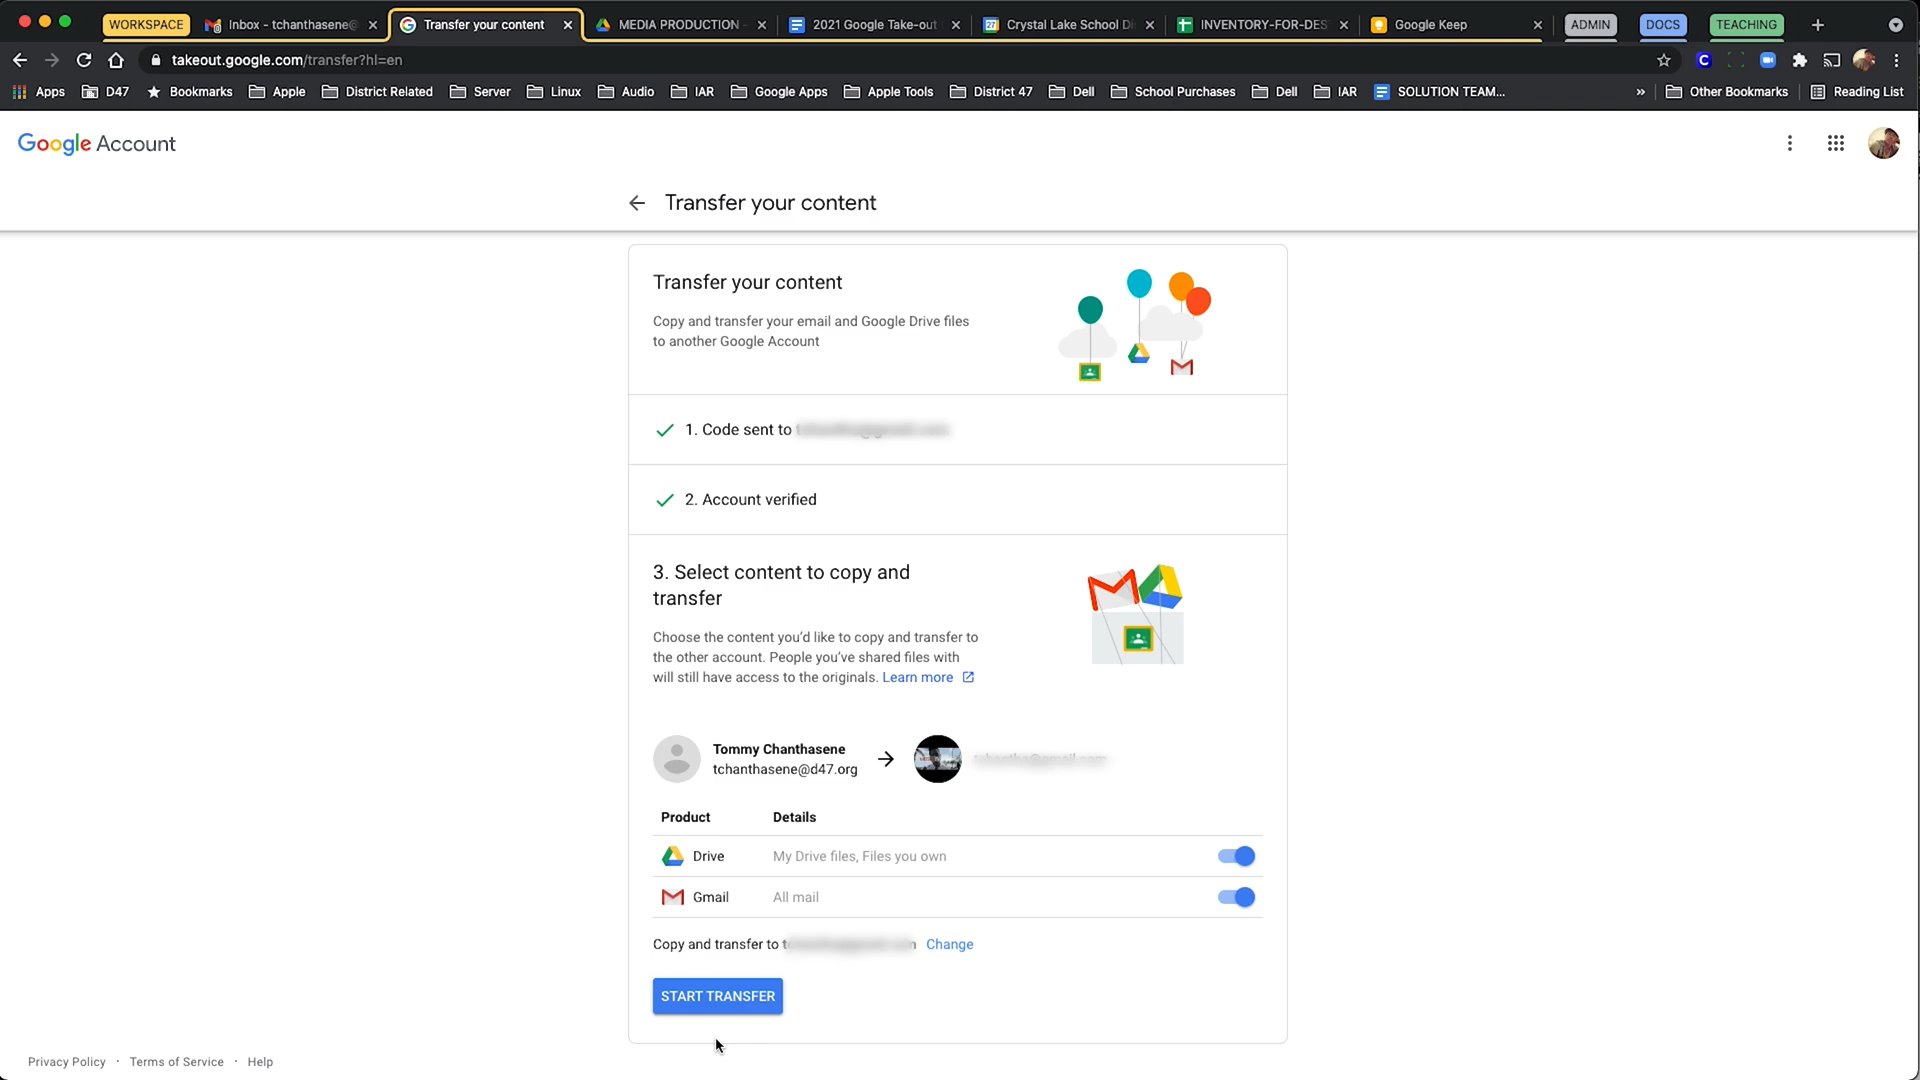 WORKSPACE
Inbox - tchanthasene@
Transfer your content
MEDIA PRODUCTION -
2021 Google Take-out
Crystal Lake School Di
INVENTORY-FOR-DES
Google Keep
ADMIN
DOCS
TEACHING
takeout.google.com/transfer?hl=en
Apps
D47
Bookmarks
Apple
District Related
Server
Linux
Audio
IAR
Google Apps
Apple Tools
District 47
Dell
School Purchases
Dell
IAR
SOLUTION TEAM...
»
Other Bookmarks
Reading List
Google Account
Transfer your content
Transfer your content
Copy and transfer your email and Google Drive files
to another Google Account
1. Code sent to
2. Account verified
3. Select content to copy and
transfer
Choose the content you’d like to copy and transfer to
the other account. People you’ve shared files with
will still have access to the originals. Learn more
Tommy Chanthasene
tchanthasene@d47.org
Product Details
Drive My Drive files, Files you own
Gmail All mail
Copy and transfer to Change
START TRANSFER
Privacy Policy · Terms of Service · Help